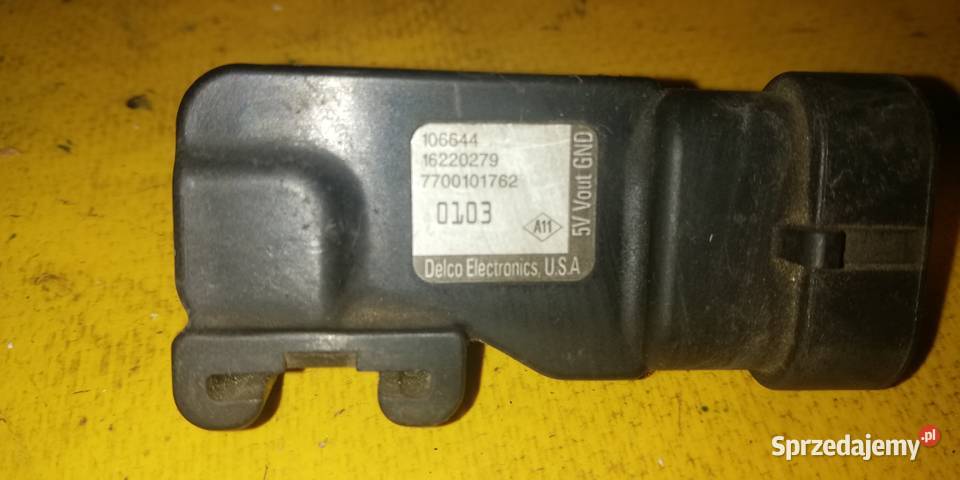 106644
16220279
7700101762
0103
A11
5V Vout GND
Delco Electronics, U.S.A
Sprzedajemy.pl